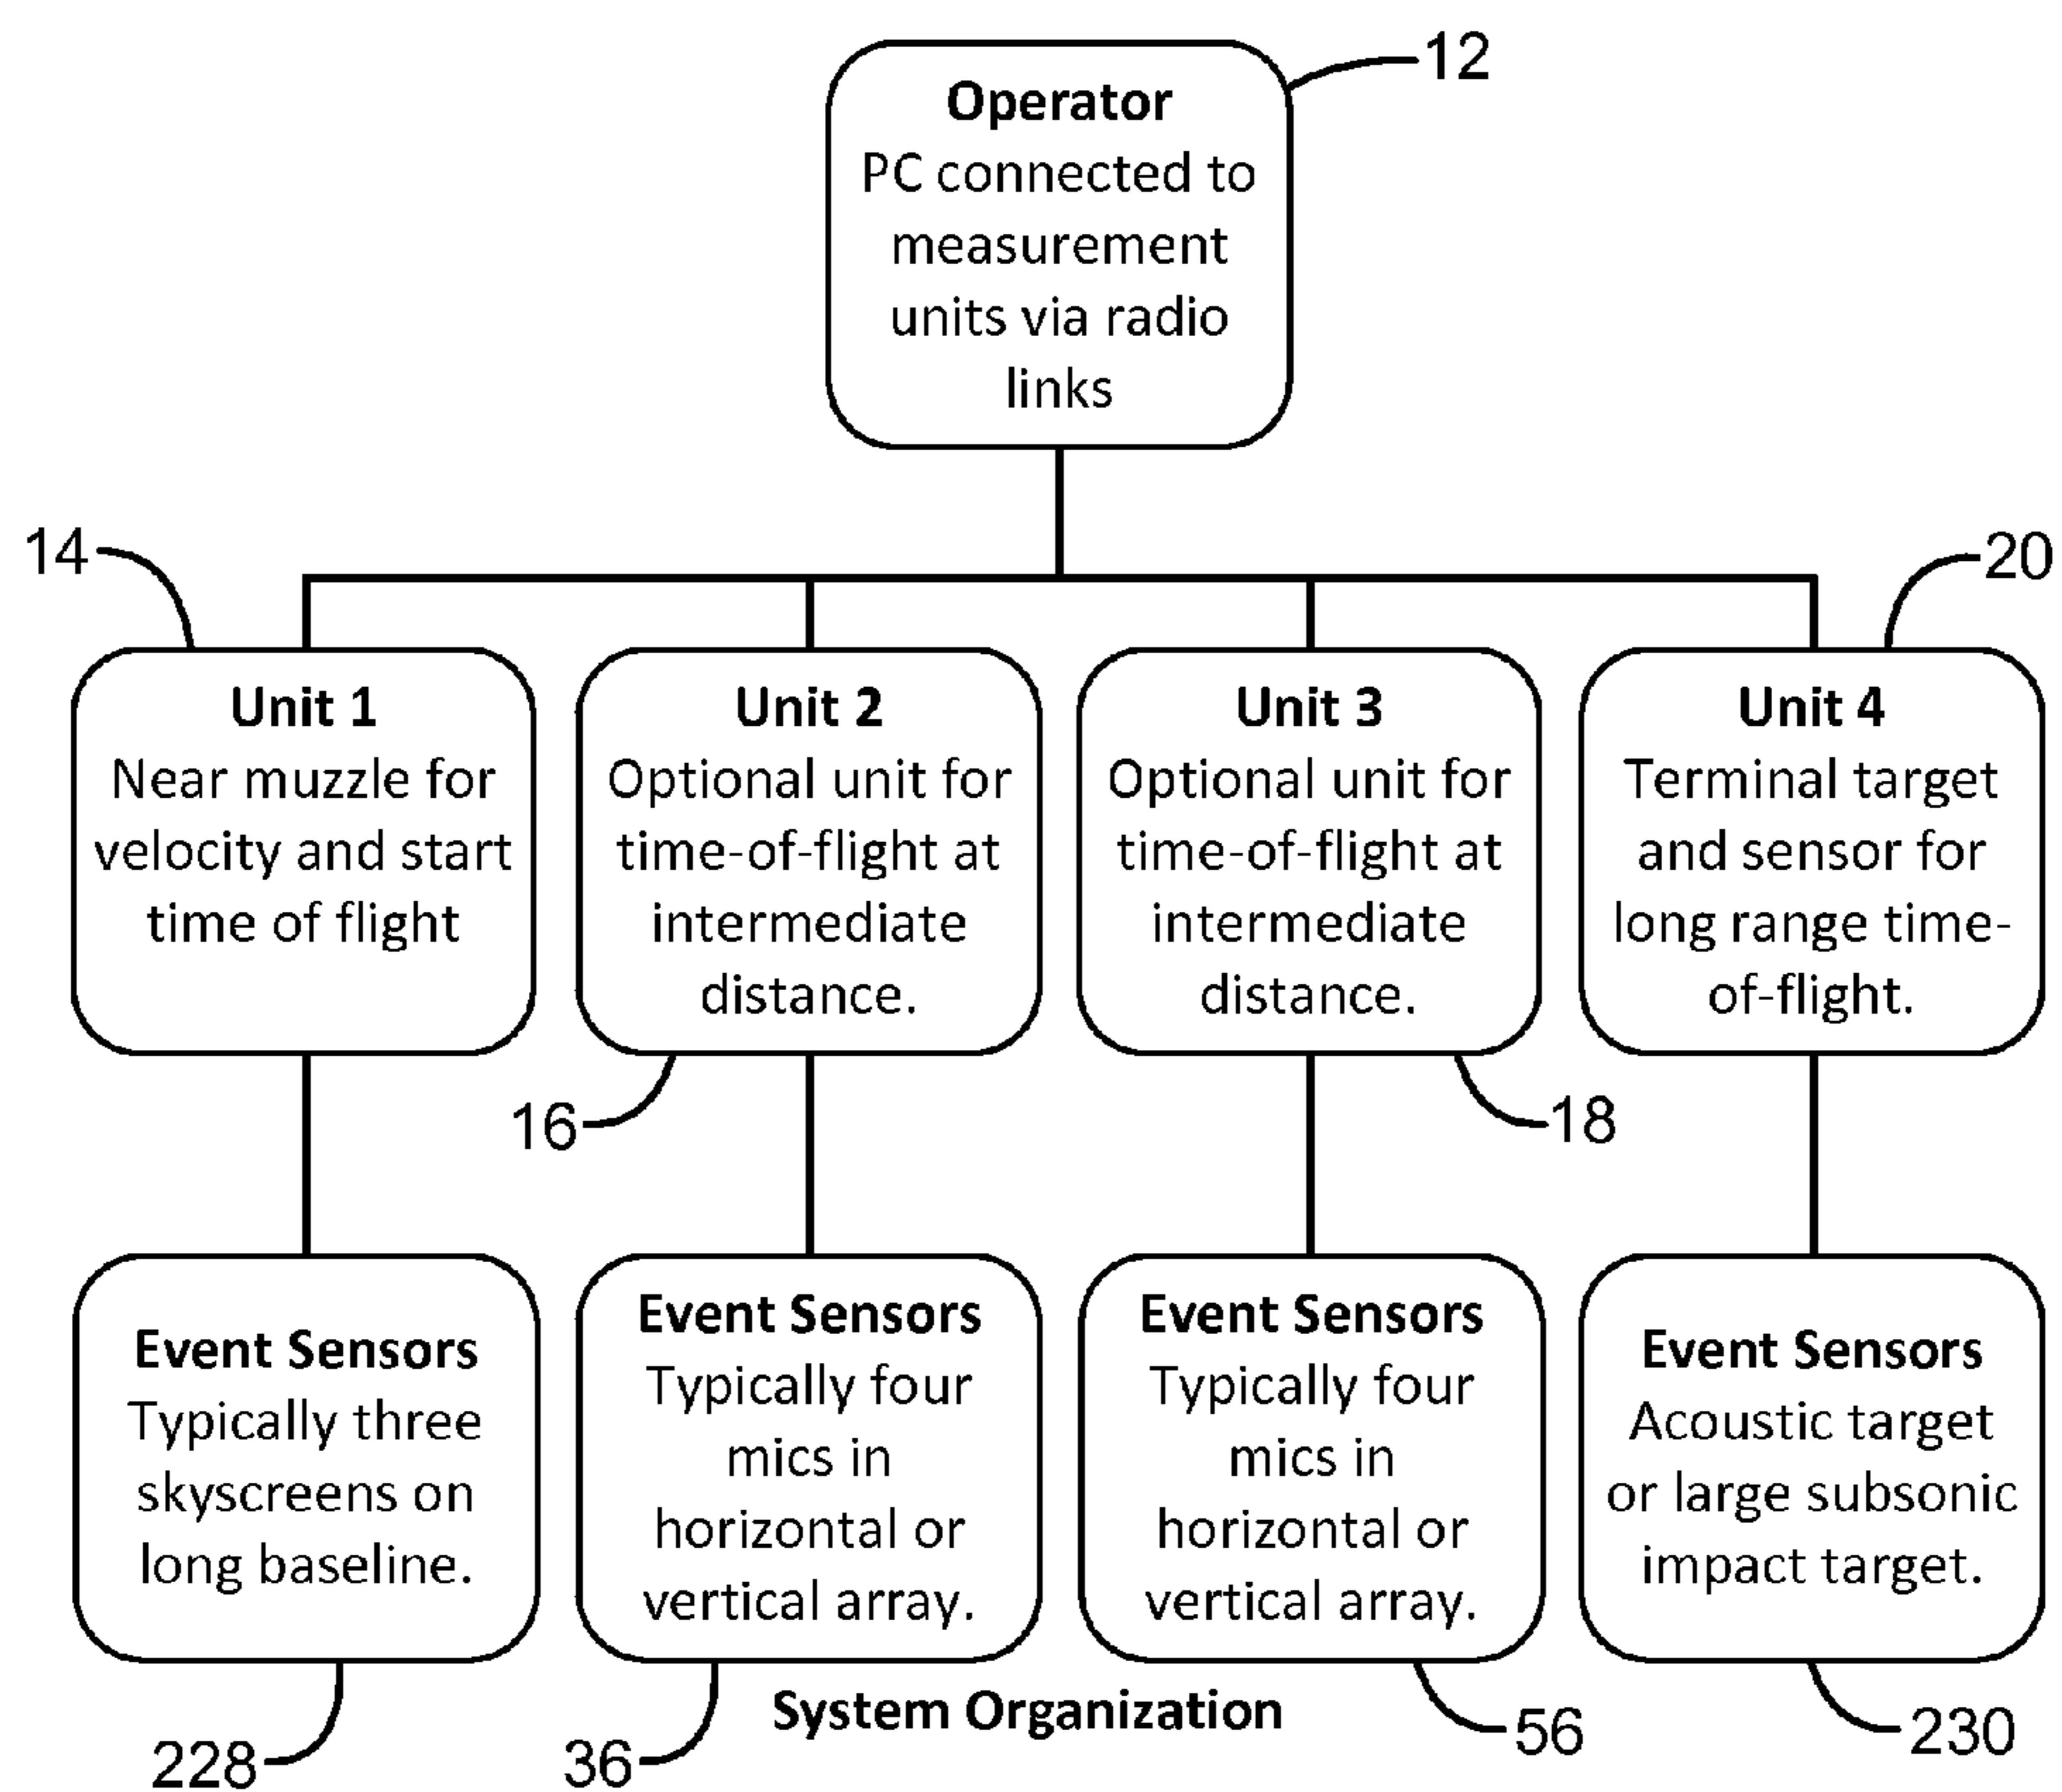 12
Operator
PC connected to
measurement
units via radio
links
14
20
Unit 1
Near muzzle for
velocity and start
time of flight
Unit 2
Optional unit for
time-of-flight at
intermediate
distance.
Unit 3
Optional unit for
time-of-flight at
intermediate
distance.
Unit 4
Terminal target
and sensor for
long range time-
of-flight.
16
18
Event Sensors
Typically three
skyscreens on
long baseline.
Event Sensors
Typically four
mics in
horizontal or
vertical array.
Event Sensors
Typically four
mics in
horizontal or
vertical array.
Event Sensors
Acoustic target
or large subsonic
impact target.
System Organization
228
36
56
230